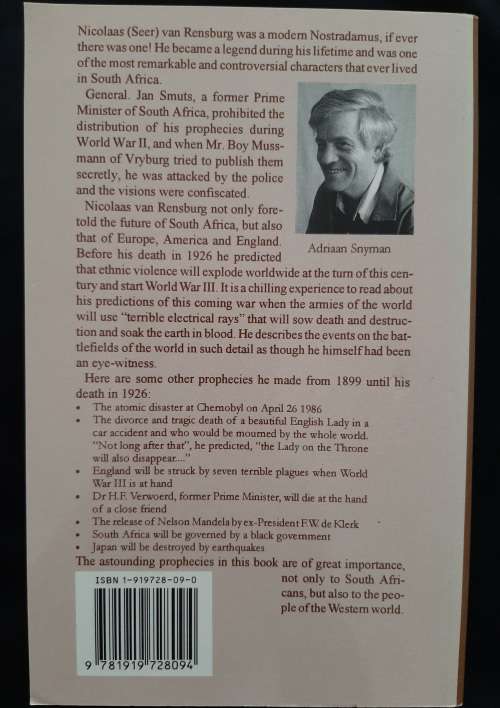 Nicolaas (Seer) van Rensburg was a modern Nostradamus, if ever
there was one! He became a legend during his lifetime and was one
of the most remarkable and controversial characters that ever lived
in South Africa.
General. Jan Smuts, a former Prime
Minister of South Africa, prohibited the
distribution of his prophecies during
World War II, and when Mr. Boy Muss-
mann of Vryburg tried to publish them
secretly, he was attacked by the police
and the visions were confiscated.
Nicolaas van Rensburg not only fore-
told the future of South Africa, but also
that of Europe, America and England.
Before his death in 1926 he predicted
Adriaan Snyman
that ethnic violence will explode worldwide at the turn of this cen-
tury and start World War III. It is a chilling experience to read about
his predictions of this coming war when the armies of the world
will use "terrible electrical rays" that will sow death and destruc-
tion and soak the earth in blood. He describes the events on the bat-
tlefields of the world in such detail as though he himself had been
an eye-witness.
Here are some other prophecies he made from 1899 until his
death in 1926:
• The atomic disaster at Chernobyl on April 26 1986
• The divorce and tragic death of a beautiful English Lady in a
car accident and who would be mourned by the whole world.
"Not long after that", he predicted, "the Lady on the Throne
will also disappear...."
• England will be struck by seven terrible plagues when World
War III is at hand
• Dr H.F. Verwoerd, former Prime Minister, will die at the hand
of a close friend
• The release of Nelson Mandela by ex-President F.W. de Klerk
• South Africa will be governed by a black government
• Japan will be destroyed by earthquakes
The astounding prophecies in this book are of great importance,
not only to South Afri-
cans, but also to the peo-
ple of the Western world.
ISBN 1-919728-09-0
9 781919 728094